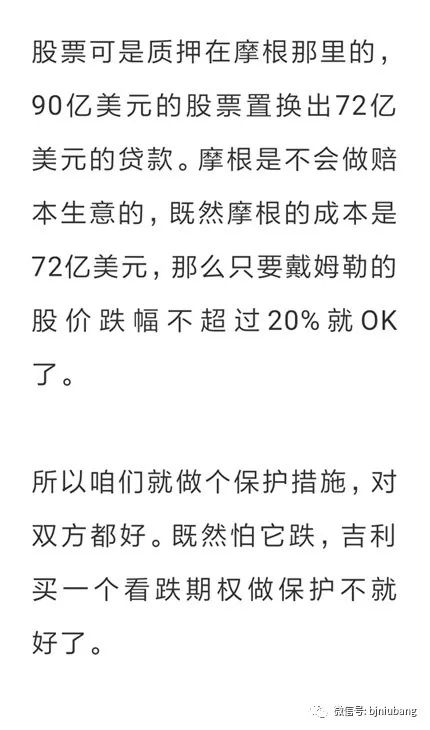 股票可是质押在摩根那里的，
90亿美元的股票置换出72亿
美元的贷款。摩根是不会做赔
本生意的，既然摩根的成本是
72亿美元，那么只要戴姆勒的
股价跌幅不超过20%就OK
了。
所以咱们就做个保护措施，对
双方都好。既然怕它跌，吉利
买一个看跌期权做保护不就
好了。
微信号: bjniubang